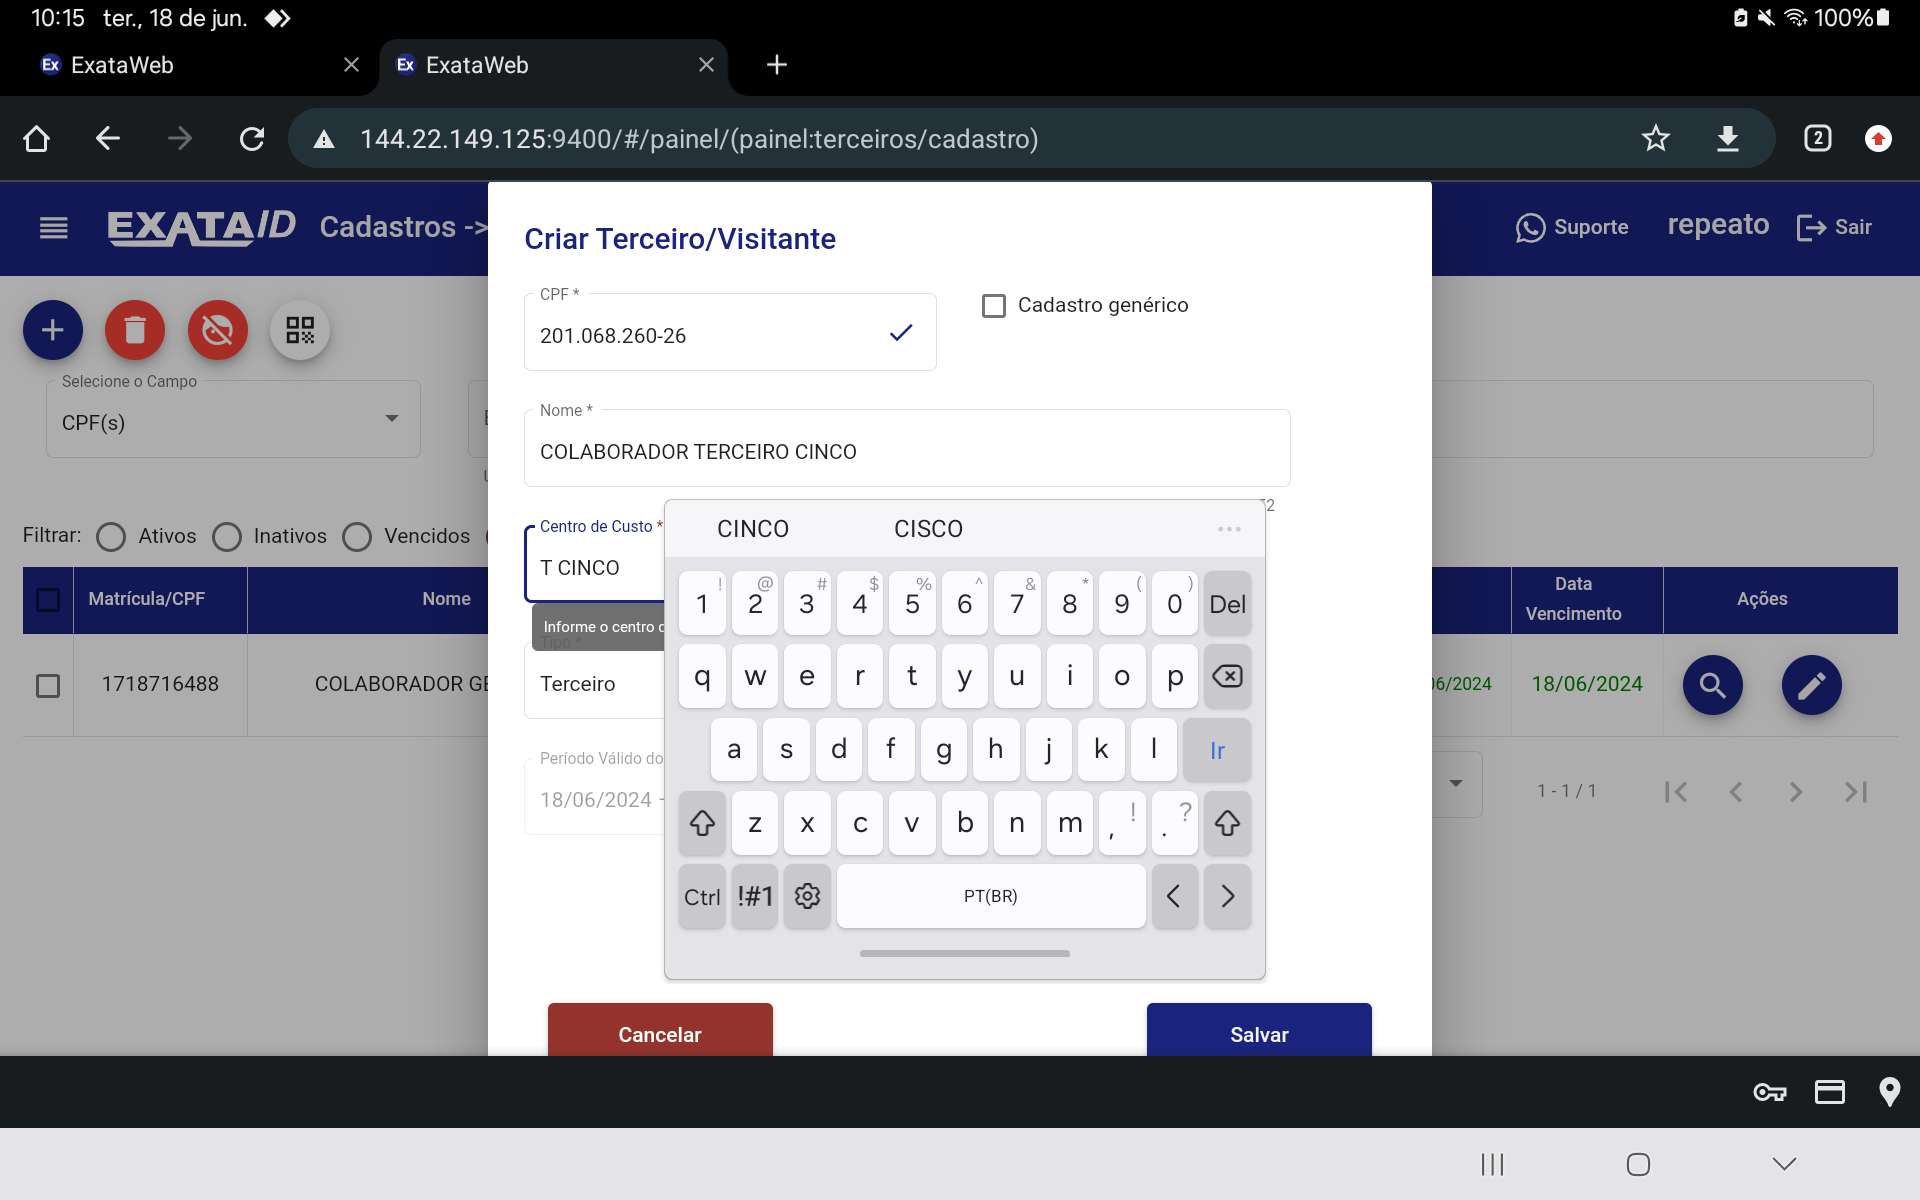 10:15 ter., 18 de jun.
100%
Ex ExataWeb
Ex ExataWeb
144.22.149.125:9400/#/painel/(painel:terceiros/cadastro)
2
EXATA/D Cadastros ->
Suporte repeato Sair
Criar Terceiro/Visitante
CPF *
201.068.260-26
Cadastro genérico
Selecione o Campo
CPF(s)
Nome *
COLABORADOR TERCEIRO CINCO
Filtrar: Ativos Inativos Vencidos
Centro de Custo *
T CINCO
Informe o centro
Tipo *
Terceiro
Período Válido do
18/06/2024 -
Matrícula/CPF Nome Data Vencimento Ações
1718716488 COLABORADOR GE 06/2024 18/06/2024
1 - 1 / 1
CINCO CISCO ...
! @ # $ % ^ & * ( )
1 2 3 4 5 6 7 8 9 0 Del
q w e r t y u i o p
a s d f g h j k l Ir
z x c v b n m , ! . ?
Ctrl !#1 PT(BR) < >
Cancelar Salvar